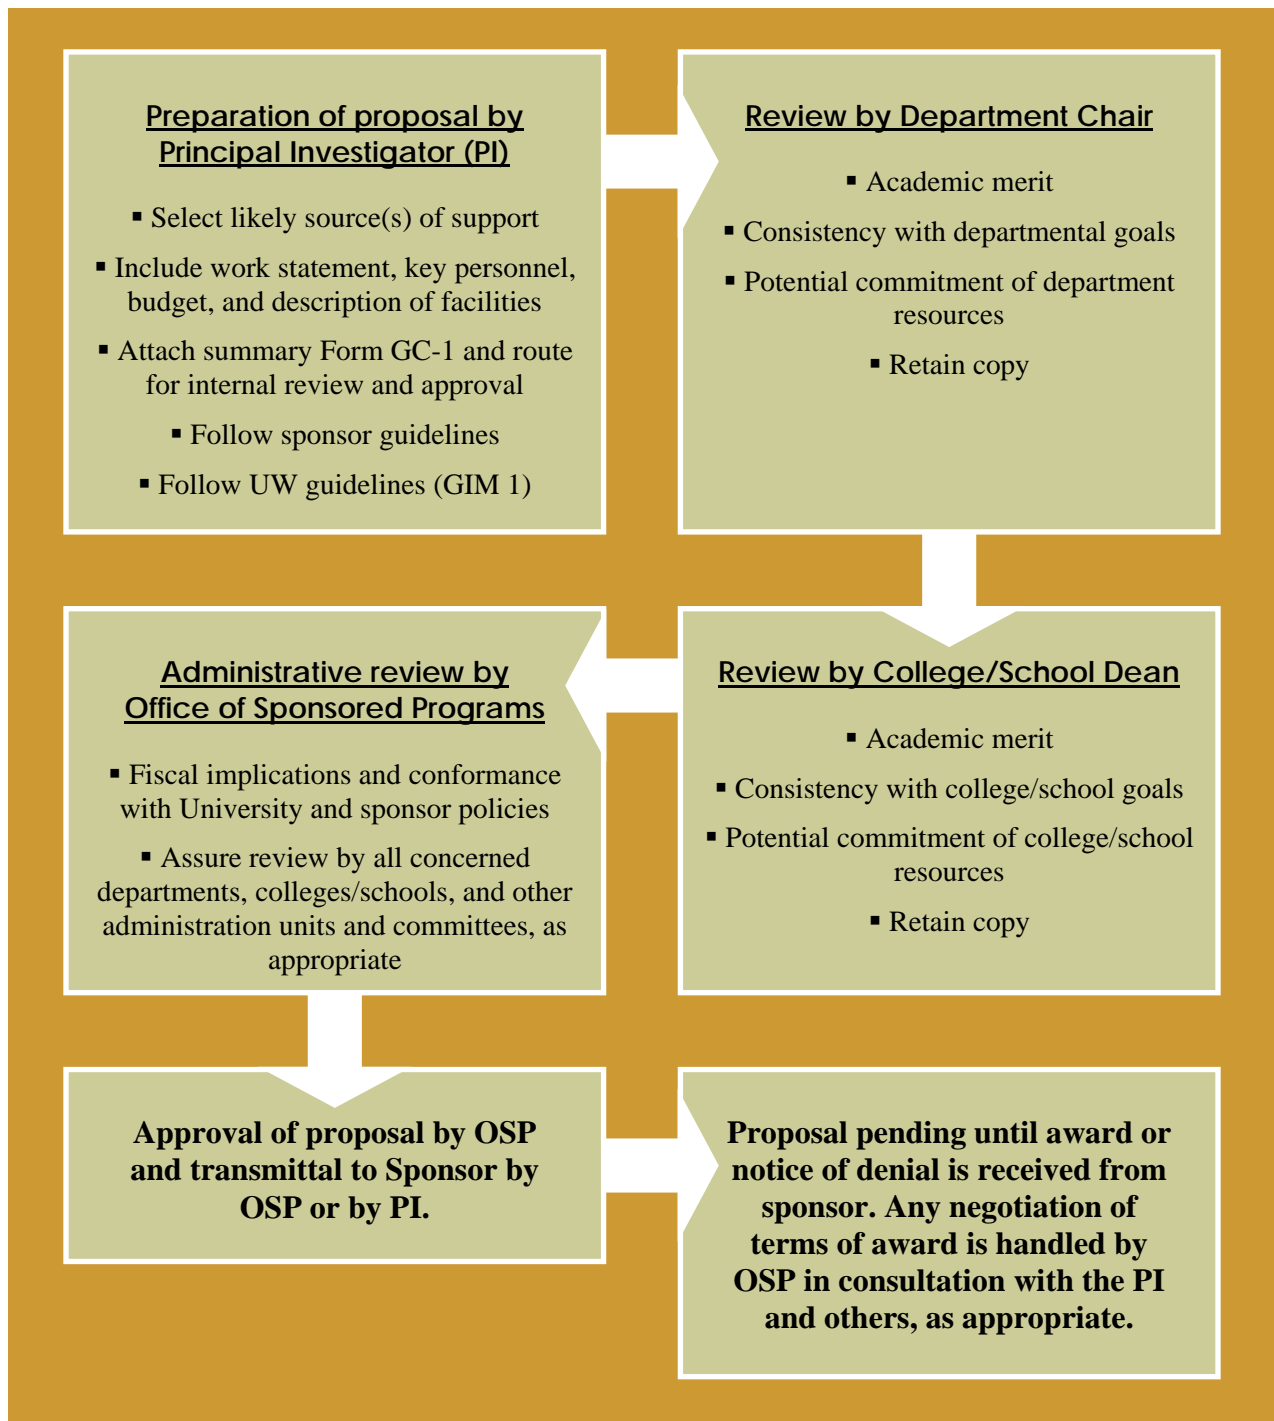 Preparation of proposal by
Principal Investigator (PI)
▪ Select likely source(s) of support
▪ Include work statement, key personnel,
budget, and description of facilities
▪ Attach summary Form GC-1 and route
for internal review and approval
▪ Follow sponsor guidelines
▪ Follow UW guidelines (GIM 1)
Review by Department Chair
▪ Academic merit
▪ Consistency with departmental goals
▪ Potential commitment of department
resources
▪ Retain copy
Review by College/School Dean
▪ Academic merit
▪ Consistency with college/school goals
▪ Potential commitment of college/school
resources
▪ Retain copy
Administrative review by
Office of Sponsored Programs
▪ Fiscal implications and conformance
with University and sponsor policies
▪ Assure review by all concerned
departments, colleges/schools, and other
administration units and committees, as
appropriate
Approval of proposal by OSP
and transmittal to Sponsor by
OSP or by PI.
Proposal pending until award or
notice of denial is received from
sponsor. Any negotiation of
terms of award is handled by
OSP in consultation with the PI
and others, as appropriate.